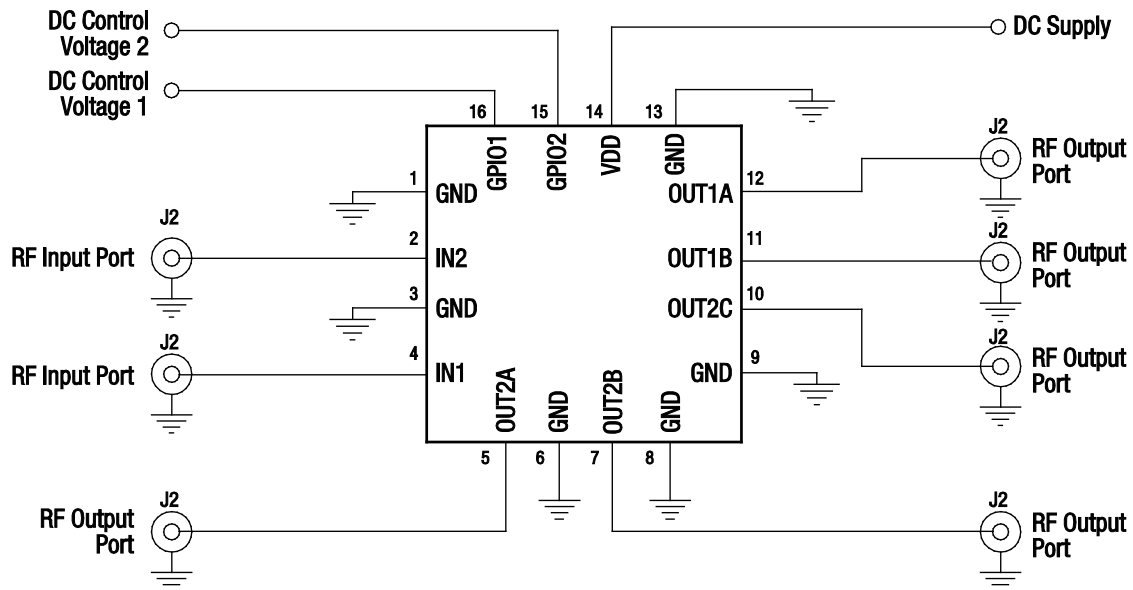 DC Control
Voltage 2
DC Supply
DC Control
Voltage 1
16
15
14
13
GPIO1
GPIO2
VDD
GND
J2
RF Output
Port
1
GND
OUT1A
12
J2
RF Input Port
2
IN2
OUT1B
11
J2
RF Output
Port
3
GND
OUT2C
10
J2
RF Input Port
4
IN1
GND
9
J2
RF Output
Port
OUT2A
GND
OUT2B
GND
5
6
7
8
J2
RF Output
Port
J2
RF Output
Port